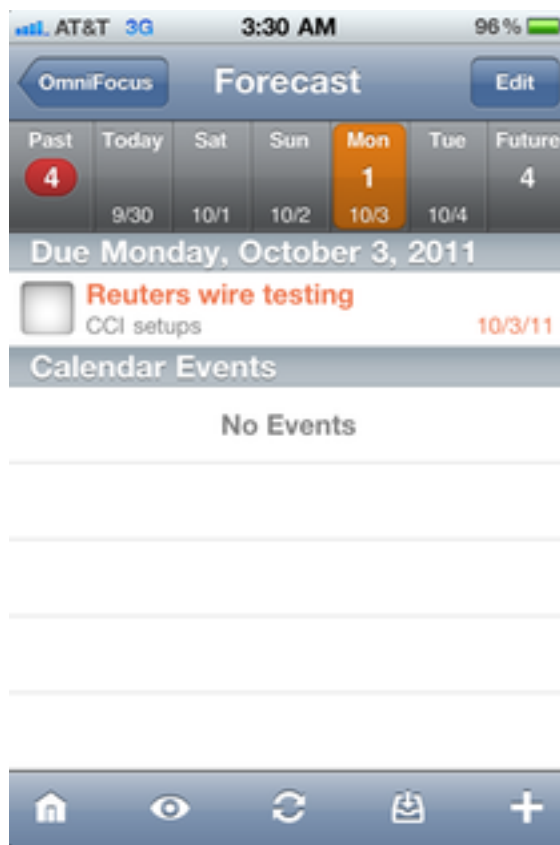 AT&T 3G 3:30 AM 96%
OmniFocus Forecast Edit
Past Today Sat Sun Mon Tue Future
4 1 4
9/30 10/1 10/2 10/3 10/4
Due Monday, October 3, 2011
Reuters wire testing
CCI setups 10/3/11
Calendar Events
No Events